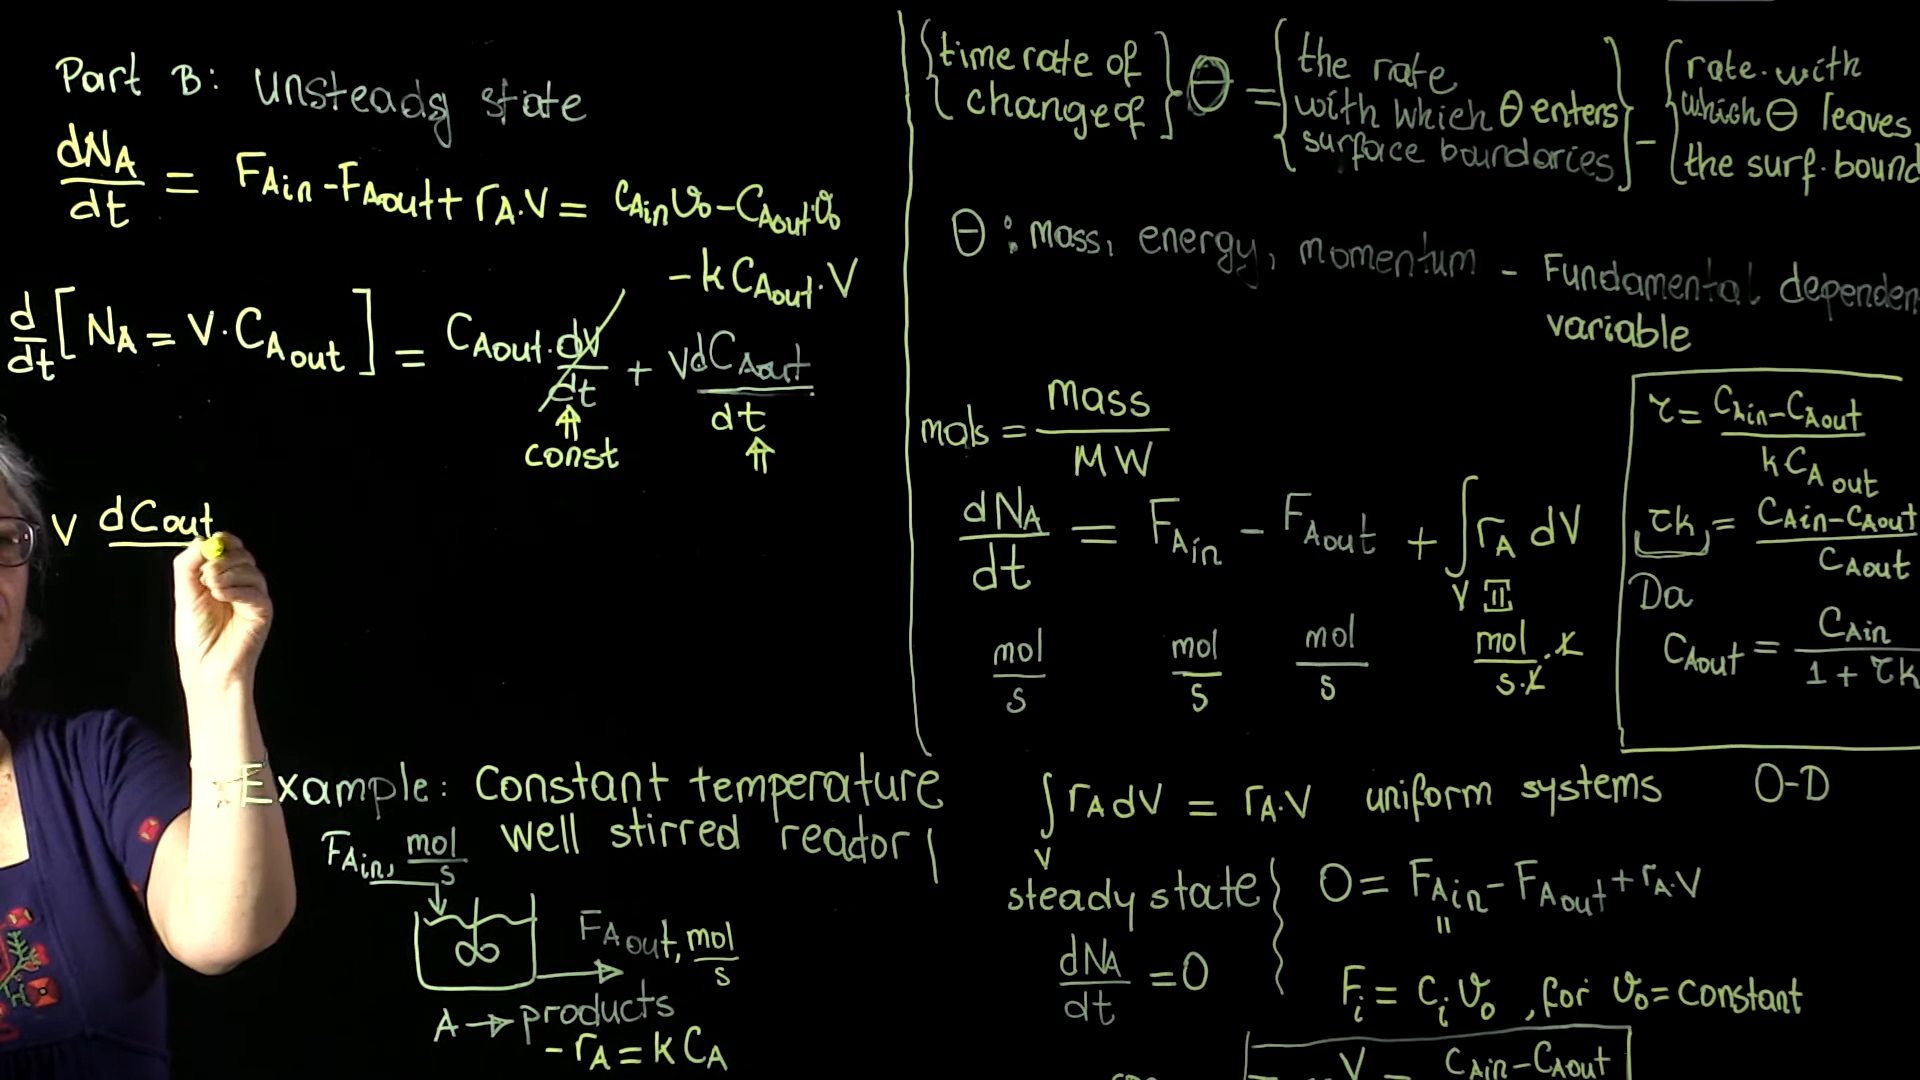 Part B: Unsteady state
dNA/dt = FAin - FAout + rA·V = CAin υo - CAout·υo
- k CAout·V
d/dt [NA = V·CAout] = CAout·dV/dt + V dCAout/dt
const
V dCout
Example: Constant temperature
well stirred reactor
FAin, mol/s
FAout, mol/s
A → products
-rA = k CA
{time rate of change of} Θ = {the rate with which Θ enters surface boundaries} - {rate with which Θ leaves the surf. bound
Θ: mass, energy, momentum - Fundamental dependen
variable
mols = mass/MW
dNA/dt = FAin - FAout + ∫V rA dV
III
mol/s mol/s mol/s mol/s·L · L
τ = CAin - CAout / kCAout
τk = CAin - CAout / CAout
Da
CAout = CAin / 1 + τk
∫V rA dV = rA·V uniform systems O-D
steady state { 0 = FAin - FAout + rA·V
"
dNA/dt = 0
Fi = Ci υo, for υo = constant
V = CAin - CAout